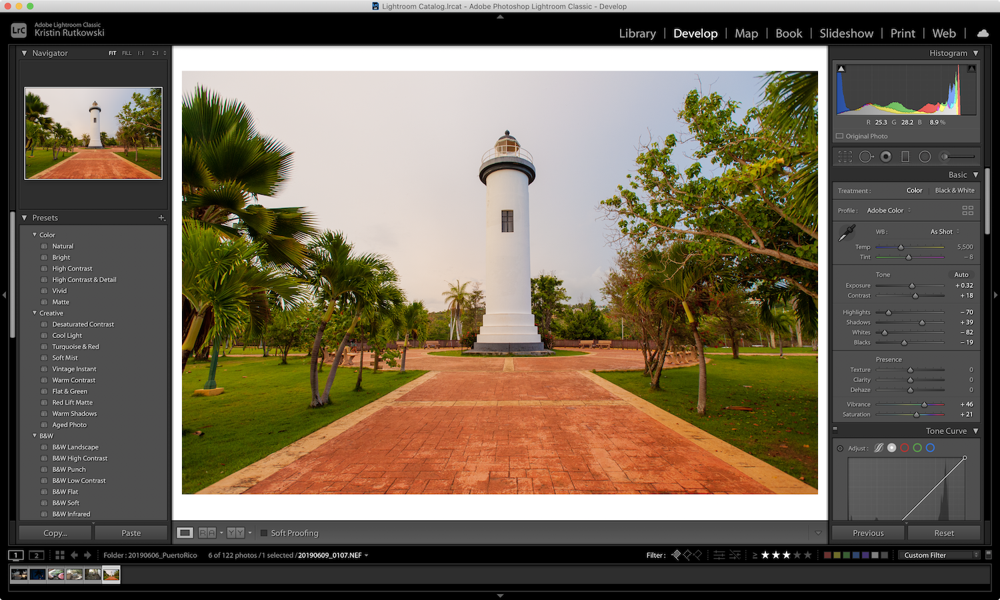 Lightroom Catalog.lrcat - Adobe Photoshop Lightroom Classic - Develop
LrC
Adobe Lightroom Classic
Kristin Rutkowski
Library | Develop | Map | Book | Slideshow | Print | Web |
Navigator FIT FILL 1:1 2:1
Presets +
Color
Natural
Bright
High Contrast
High Contrast & Detail
Vivid
Matte
Creative
Desaturated Contrast
Cool Light
Turquoise & Red
Soft Mist
Vintage Instant
Warm Contrast
Flat & Green
Red Lift Matte
Warm Shadows
Aged Photo
B&W
B&W Landscape
B&W High Contrast
B&W Punch
B&W Low Contrast
B&W Flat
B&W Soft
B&W Infrared
Copy... Paste
R A Y Y Soft Proofing
Histogram
R 25.3 G 28.2 B 8.9 %
Original Photo
Basic
Treatment : Color | Black & White
Profile : Adobe Color
WB : As Shot
Temp 5,500
Tint – 8
Tone Auto
Exposure + 0.32
Contrast + 18
Highlights – 70
Shadows + 39
Whites – 82
Blacks – 19
Presence
Texture 0
Clarity 0
Dehaze 0
Vibrance + 46
Saturation + 21
Tone Curve
Adjust :
Previous Reset
1 2 Folder : 20190606_PuertoRico 6 of 122 photos / 1 selected / 20190609_0107.NEF Filter : ≥ ★★★★★ Custom Filter